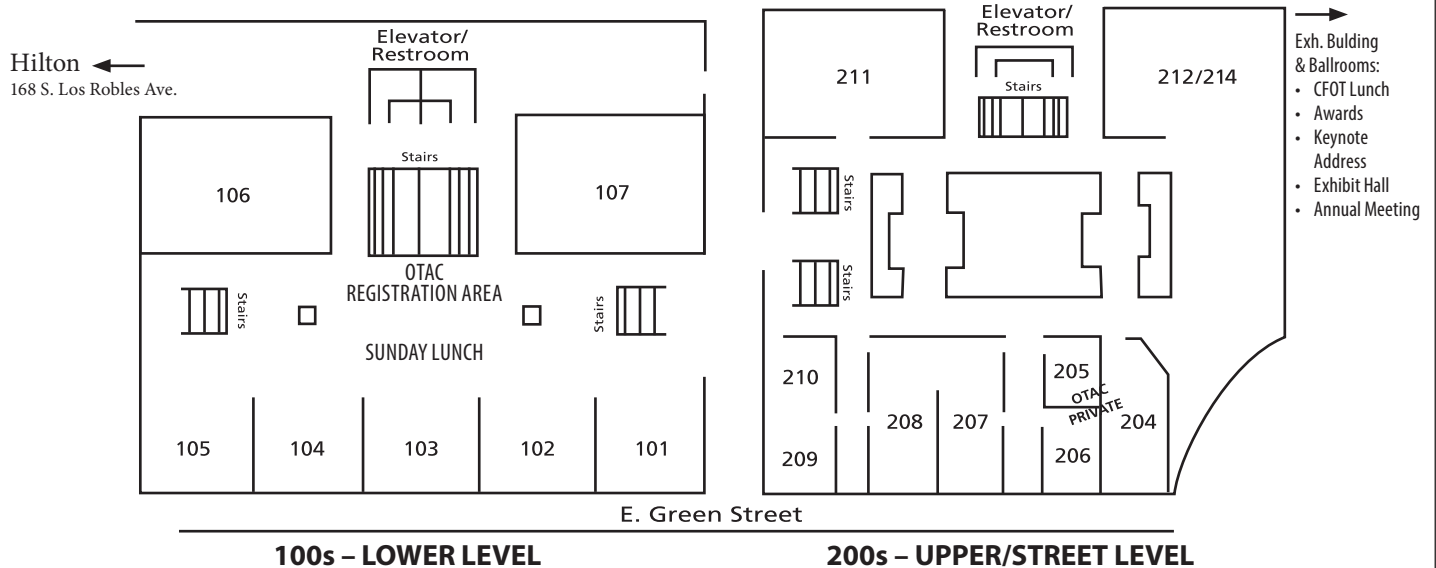 Hilton
168 S. Los Robles Ave.
Elevator/
Restroom
Stairs
106
107
OTAC
REGISTRATION AREA
Stairs
Stairs
SUNDAY LUNCH
105
104
103
102
101
Elevator/
Restroom
Stairs
211
212/214
Exh. Bulding
& Ballrooms:
• CFOT Lunch
• Awards
• Keynote
Address
• Exhibit Hall
• Annual Meeting
Stairs
Stairs
210
205
OTAC
PRIVATE
208
207
204
209
206
E. Green Street
100s – LOWER LEVEL
200s – UPPER/STREET LEVEL